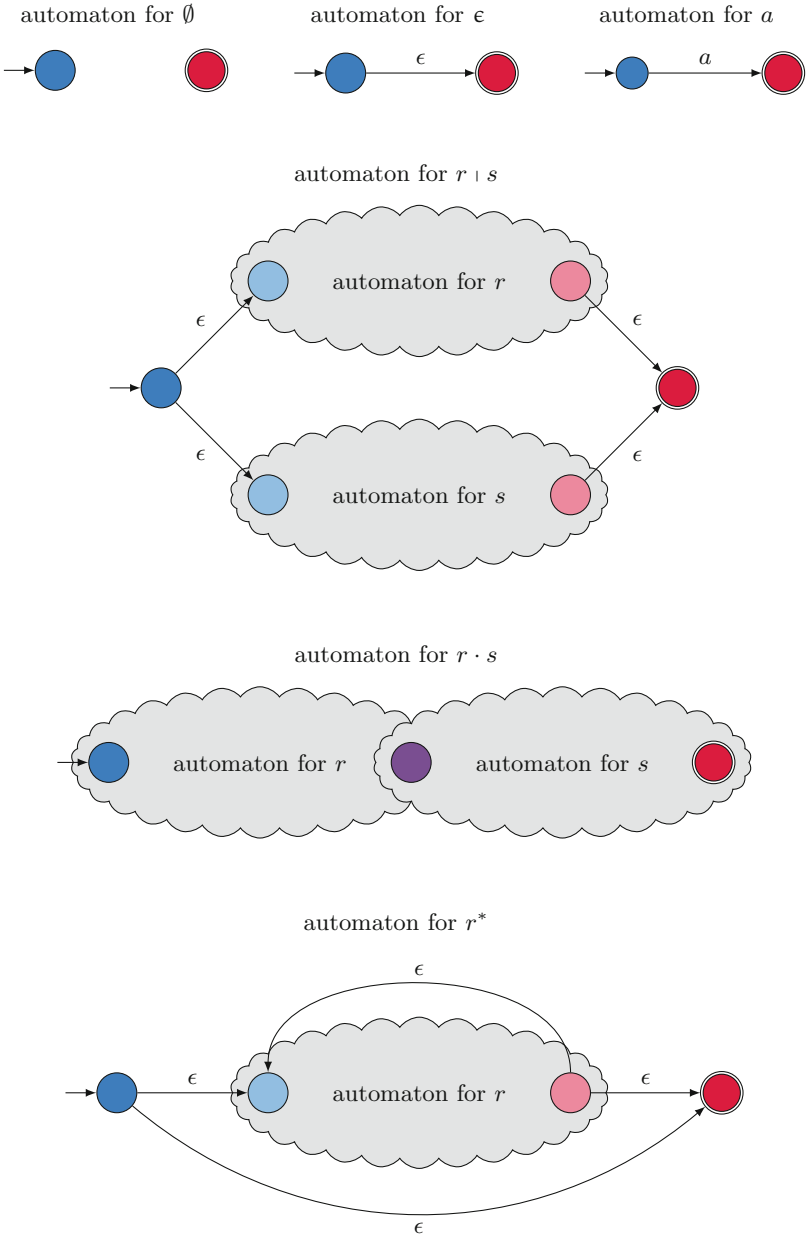 automaton for ∅ automaton for ϵ automaton for a
ϵ a
automaton for r | s
automaton for r
ϵ ϵ
ϵ ϵ
automaton for s
automaton for r · s
automaton for r automaton for s
automaton for r*
ϵ
ϵ automaton for r ϵ
ϵ